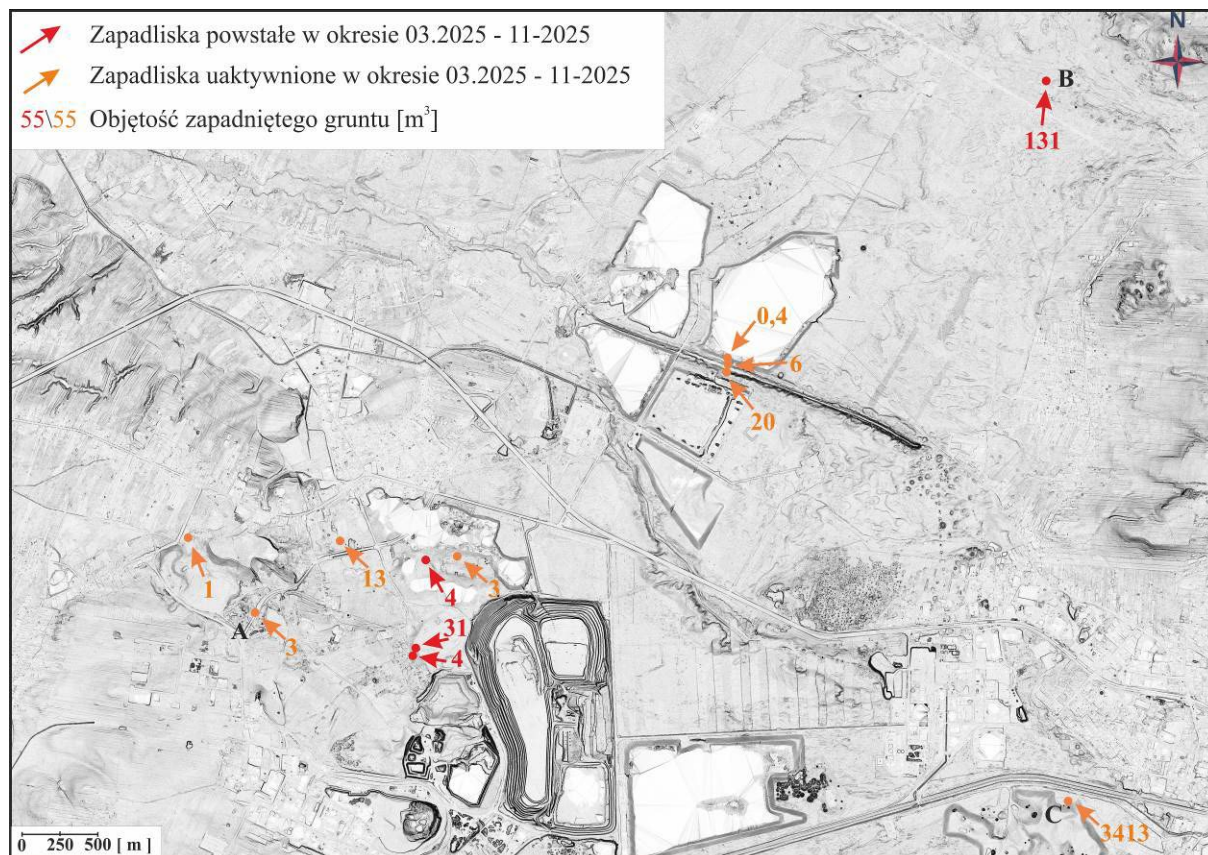 Zapadliska powstałe w okresie 03.2025 - 11-2025
Zapadliska uaktywnione w okresie 03.2025 - 11-2025
55\55 Objętość zapadniętego gruntu [m³]
N
B
131
0,4
6
20
1
13
4
3
A
3
31
4
C
3413
0 250 500 [ m ]